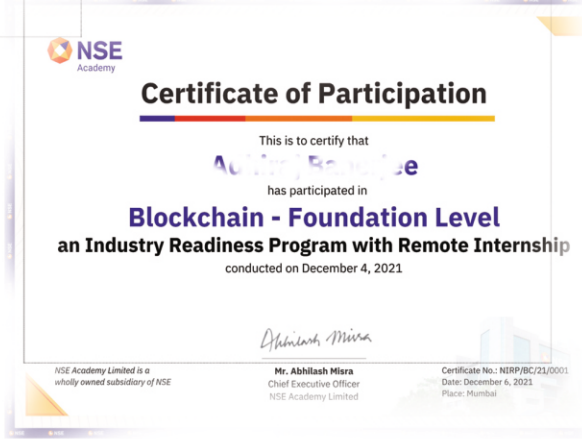 NSE
Academy
Certificate of Participation
This is to certify that
has participated in
Blockchain - Foundation Level
an Industry Readiness Program with Remote Internship
conducted on December 4, 2021
Abhilash Misra
Mr. Abhilash Misra
Chief Executive Officer
NSE Academy Limited
NSE Academy Limited is a
wholly owned subsidiary of NSE
Certificate No.: NIRP/BC/21/0001
Date: December 6, 2021
Place: Mumbai